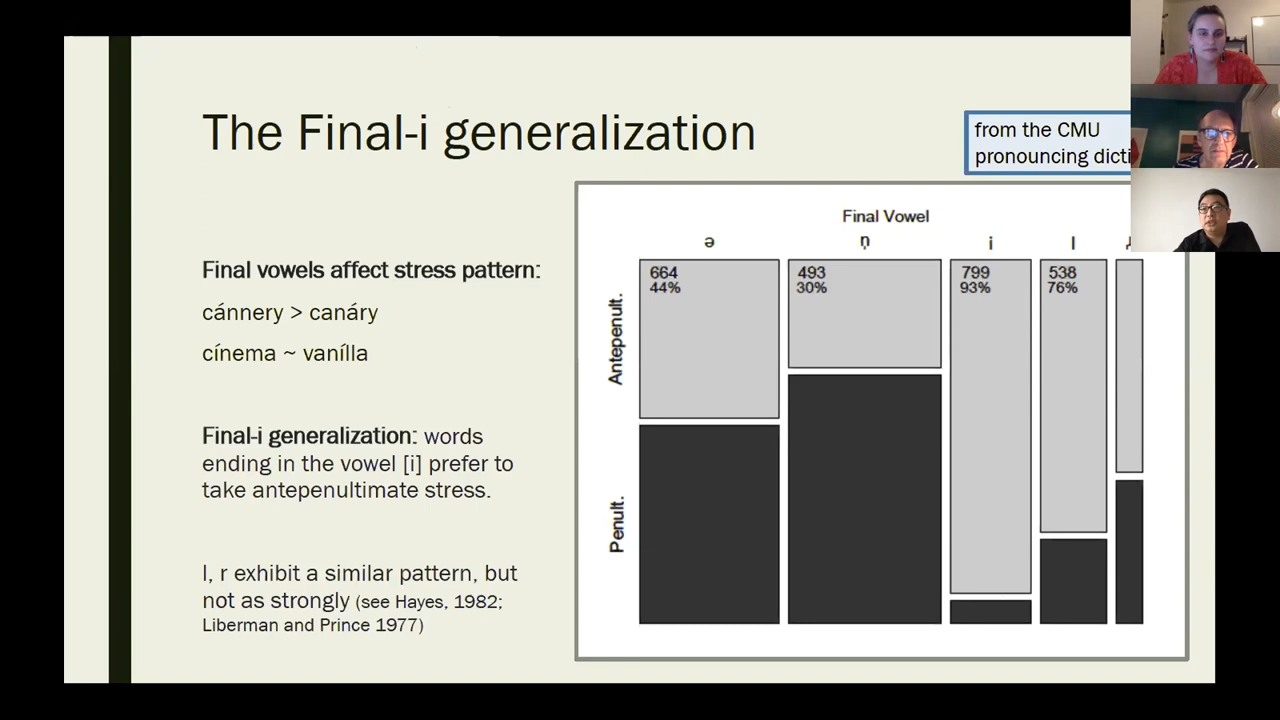 The Final-i generalization
from the CMU
pronouncing dicti
Final vowels affect stress pattern:
cánnery > canáry
cínema ~ vanílla
Final-i generalization: words
ending in the vowel [i] prefer to
take antepenultimate stress.
l, r exhibit a similar pattern, but
not as strongly (see Hayes, 1982;
Liberman and Prince 1977)
Final Vowel
ə n̩ i l
Antepenult.
Penult.
664 493 799 538
44% 30% 93% 76%